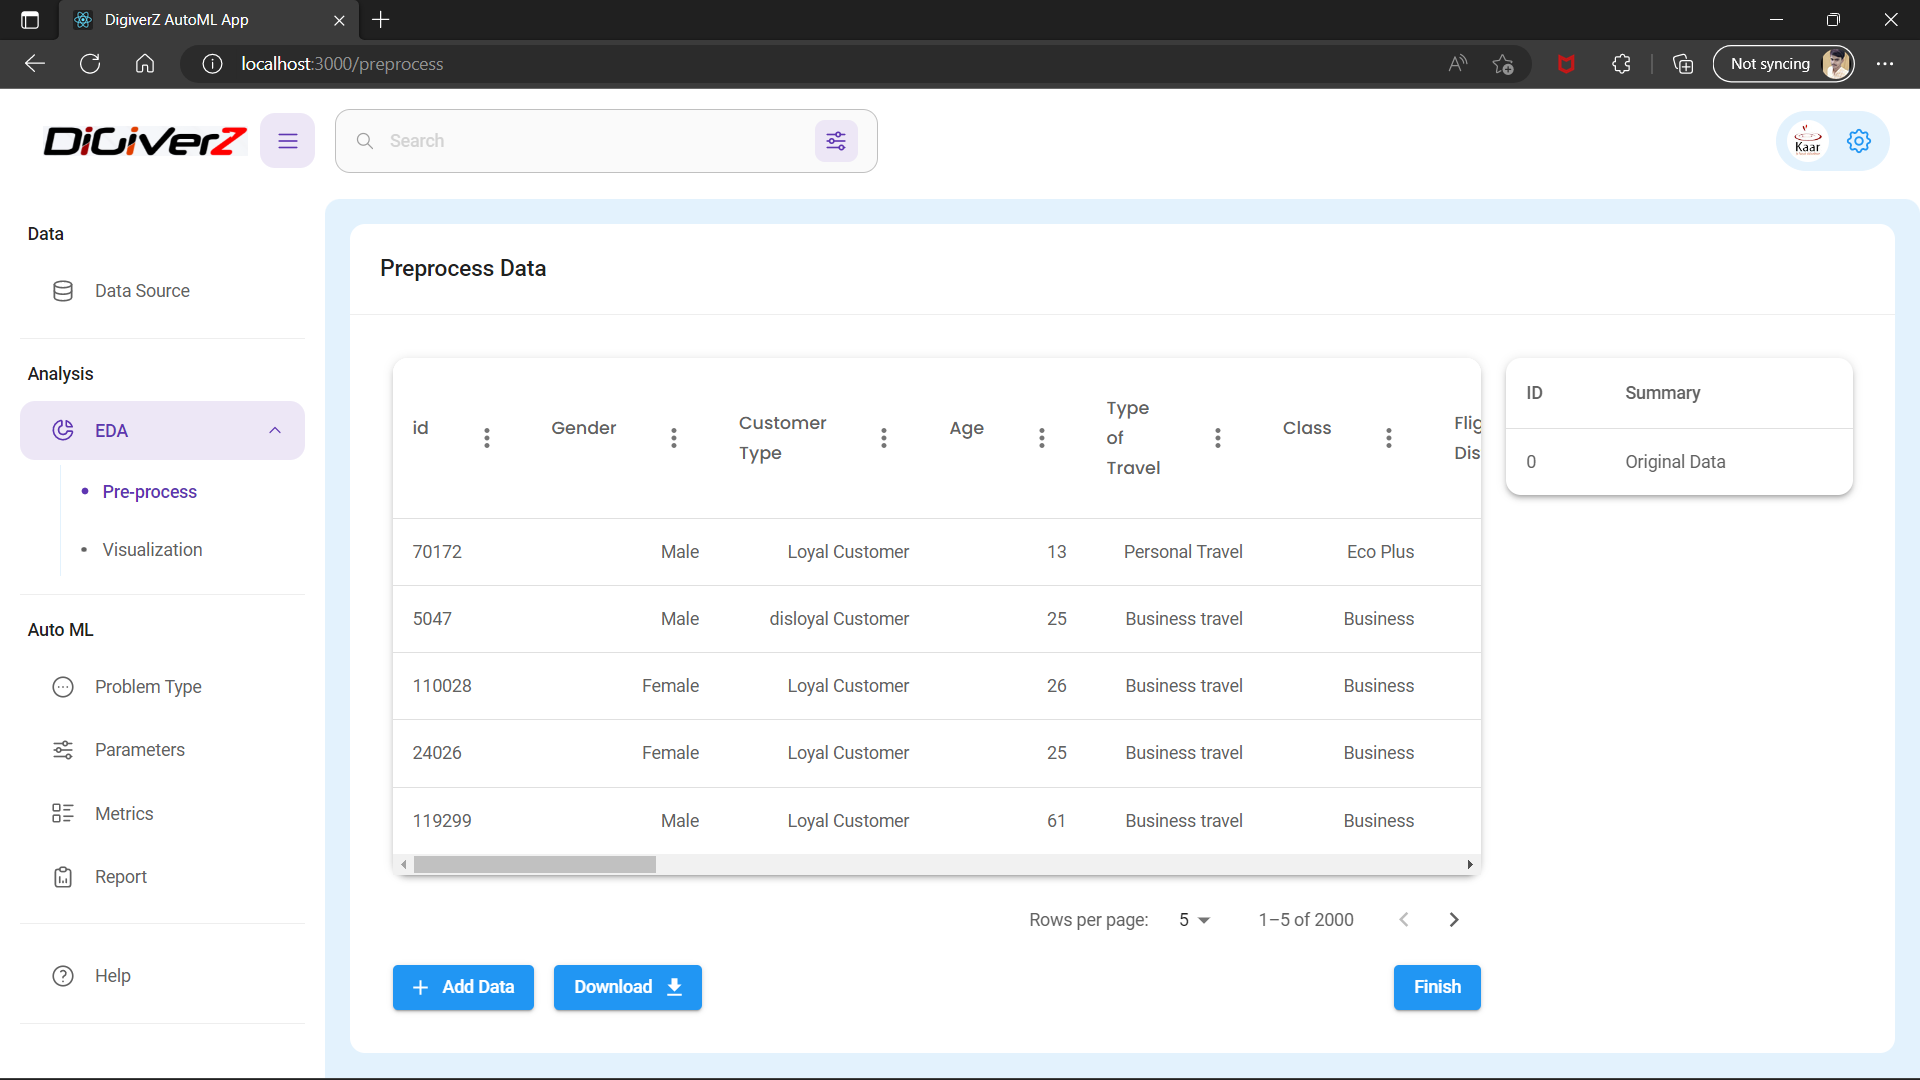 DigiverZ AutoML App
localhost:3000/preprocess
Not syncing
DiGiverZ
Search
Kaar
Data
Data Source
Analysis
EDA
Pre-process
Visualization
Auto ML
Problem Type
Parameters
Metrics
Report
Help
Preprocess Data
id Gender Customer Type Age Type of Travel Class Flig Dis
70172 Male Loyal Customer 13 Personal Travel Eco Plus
5047 Male disloyal Customer 25 Business travel Business
110028 Female Loyal Customer 26 Business travel Business
24026 Female Loyal Customer 25 Business travel Business
119299 Male Loyal Customer 61 Business travel Business
Rows per page: 5 1–5 of 2000
Add Data
Download
Finish
ID Summary
0 Original Data